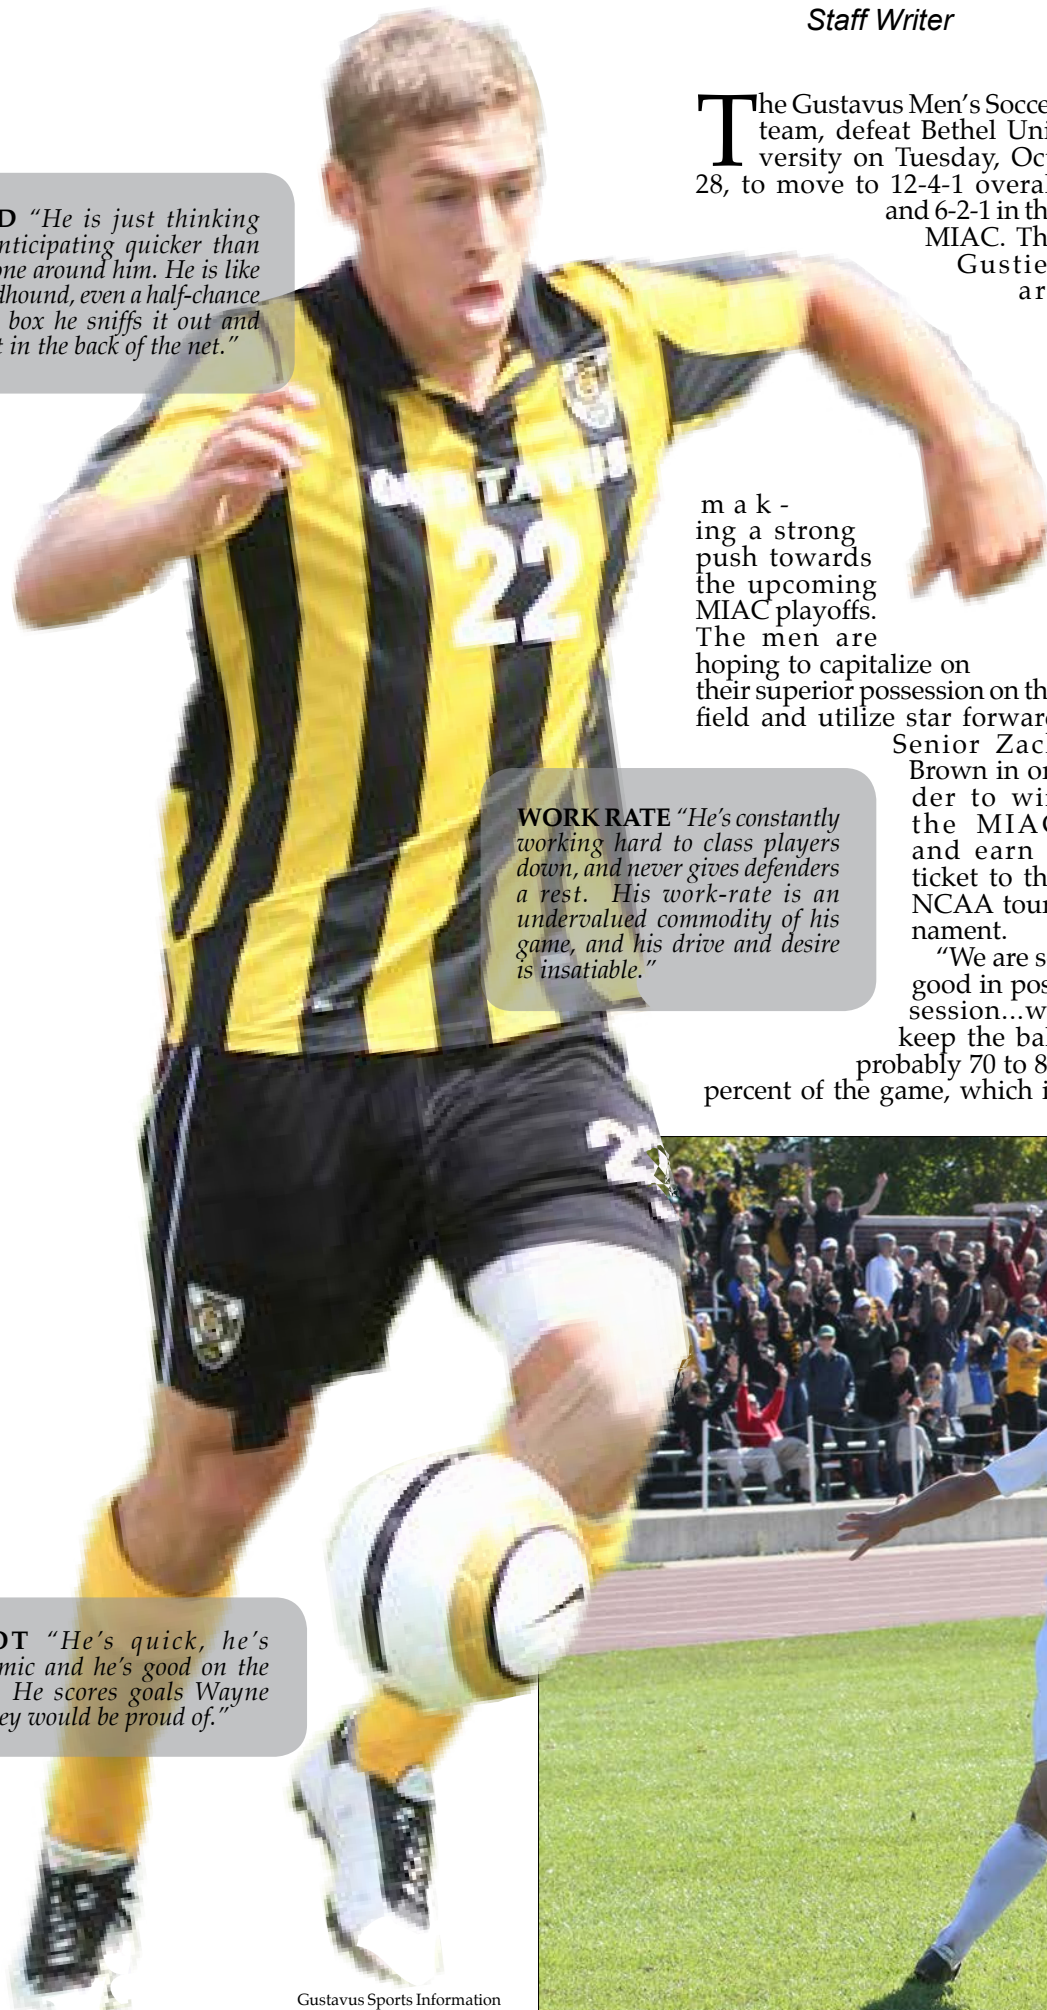 Staff Writer
The Gustavus Men's Socce
team, defeat Bethel Uni
versity on Tuesday, Oc
28, to move to 12-4-1 overal
and 6-2-1 in th
MIAC. Th
Gustie
ar
D "He is just thinking
nticipating quicker than
one around him. He is like
dhound, even a half-chance
box he sniffs it out and
t in the back of the net."
GUSTAVUS
22
mak-
ing a strong
push towards
the upcoming
MIAC playoffs.
The men are
hoping to capitalize on
their superior possession on th
field and utilize star forwar
Senior Zac
Brown in or
der to wi
the MIAC
and earn
ticket to th
NCAA tour
nament.
"We are s
good in pos
session...w
keep the bal
probably 70 to 8
percent of the game, which i
WORK RATE "He's constantly
working hard to class players
down, and never gives defenders
a rest. His work-rate is an
undervalued commodity of his
game, and his drive and desire
is insatiable."
OT "He's quick, he's
mic and he's good on the
He scores goals Wayne
ey would be proud of."
Gustavus Sports Information